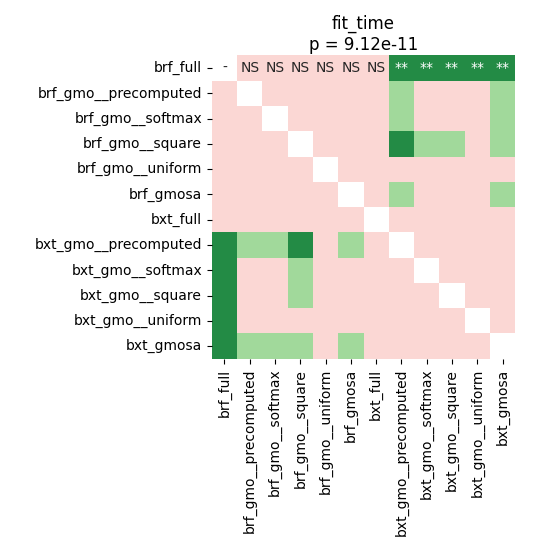 fit_time
p = 9.12e-11
brf_full - NS NS NS NS NS NS ** ** ** ** **
brf_gmo__precomputed
brf_gmo__softmax
brf_gmo__square
brf_gmo__uniform
brf_gmosa
bxt_full
bxt_gmo__precomputed
bxt_gmo__softmax
bxt_gmo__square
bxt_gmo__uniform
bxt_gmosa
brf_full
brf_gmo__precomputed
brf_gmo__softmax
brf_gmo__square
brf_gmo__uniform
brf_gmosa
bxt_full
bxt_gmo__precomputed
bxt_gmo__softmax
bxt_gmo__square
bxt_gmo__uniform
bxt_gmosa